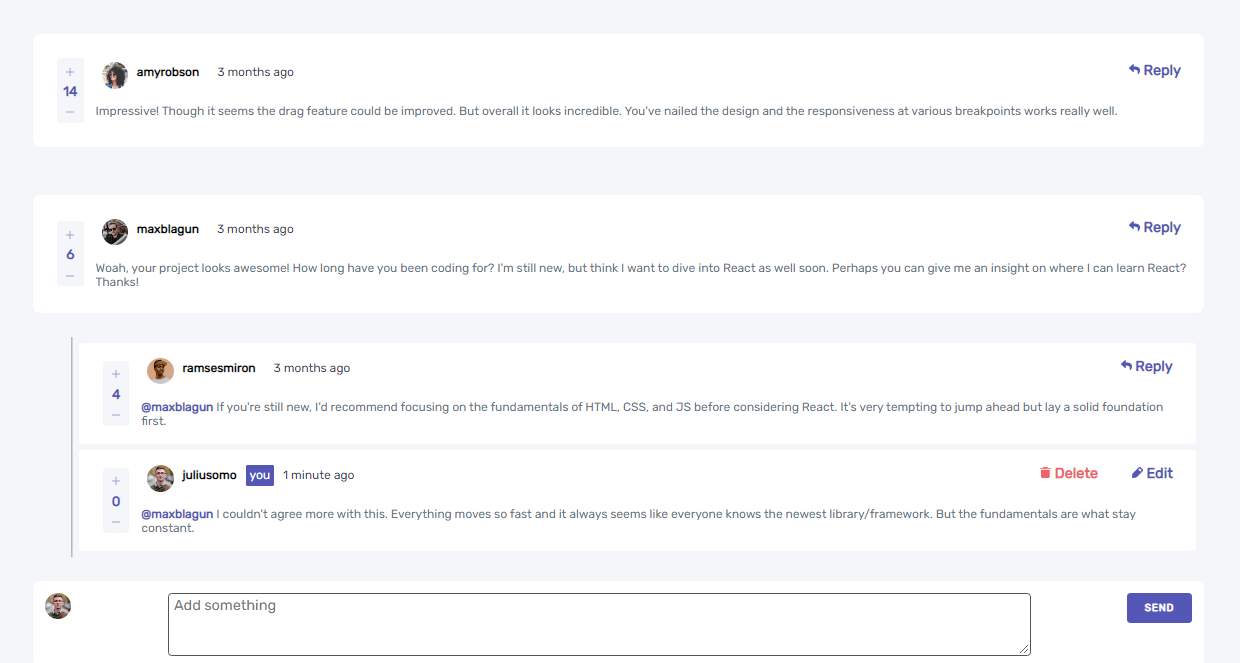 +
amyrobson 3 months ago
Reply
14
Impressive! Though it seems the drag feature could be improved. But overall it looks incredible. You've nailed the design and the responsiveness at various breakpoints works really well.
−
+
maxblagun 3 months ago
Reply
6
Woah, your project looks awesome! How long have you been coding for? I'm still new, but think I want to dive into React as well soon. Perhaps you can give me an insight on where I can learn React?
Thanks!
−
+
ramsesmiron 3 months ago
Reply
4
@maxblagun If you're still new, I'd recommend focusing on the fundamentals of HTML, CSS, and JS before considering React. It's very tempting to jump ahead but lay a solid foundation
first.
−
+
juliusomo you 1 minute ago
Delete Edit
0
@maxblagun I couldn't agree more with this. Everything moves so fast and it always seems like everyone knows the newest library/framework. But the fundamentals are what stay
constant.
−
Add something
SEND